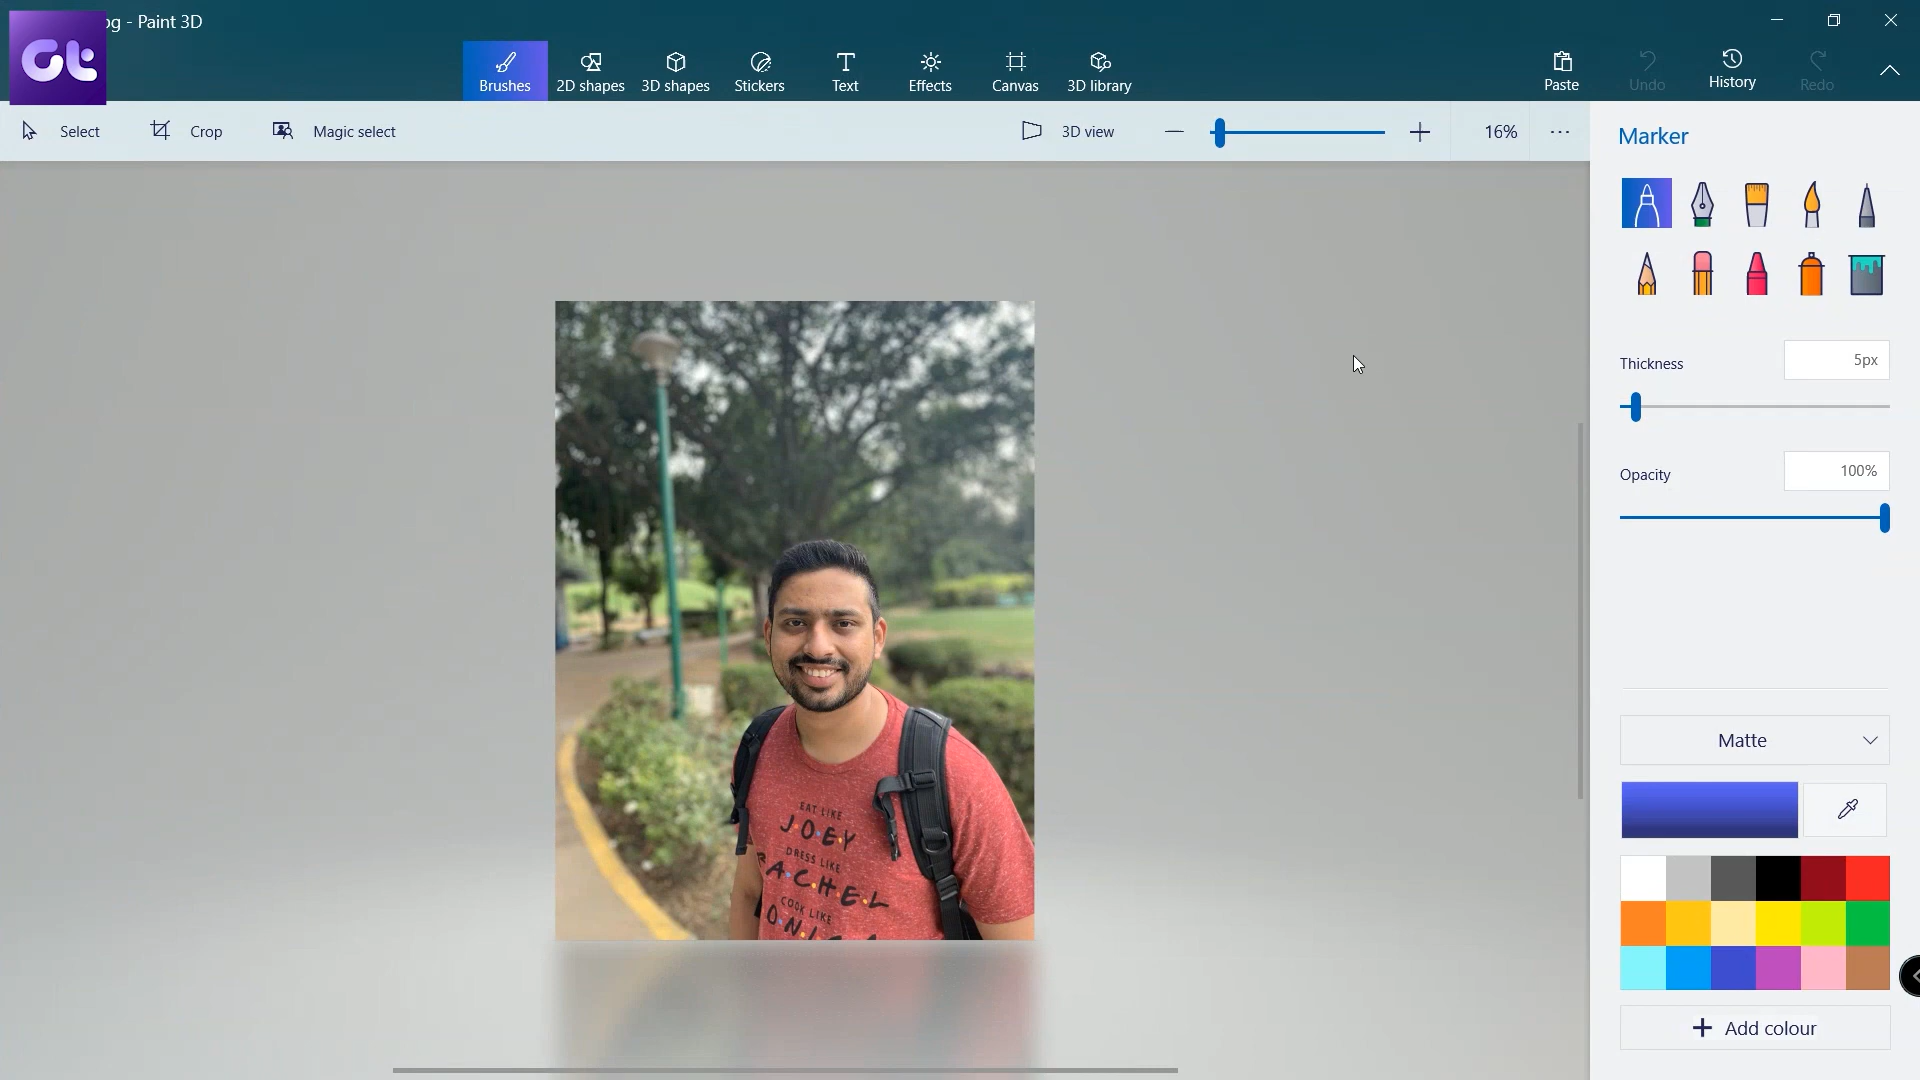 og - Paint 3D
Gt
Brushes
2D shapes
3D shapes
Stickers
Text
Effects
Canvas
3D library
Paste
Undo
History
Redo
Select
Crop
Magic select
3D view
16%
Marker
Thickness
5px
Opacity
100%
Matte
Add colour
EAT LIKE
JOEY
DRESS LIKE
RACHEL
COOK LIKE